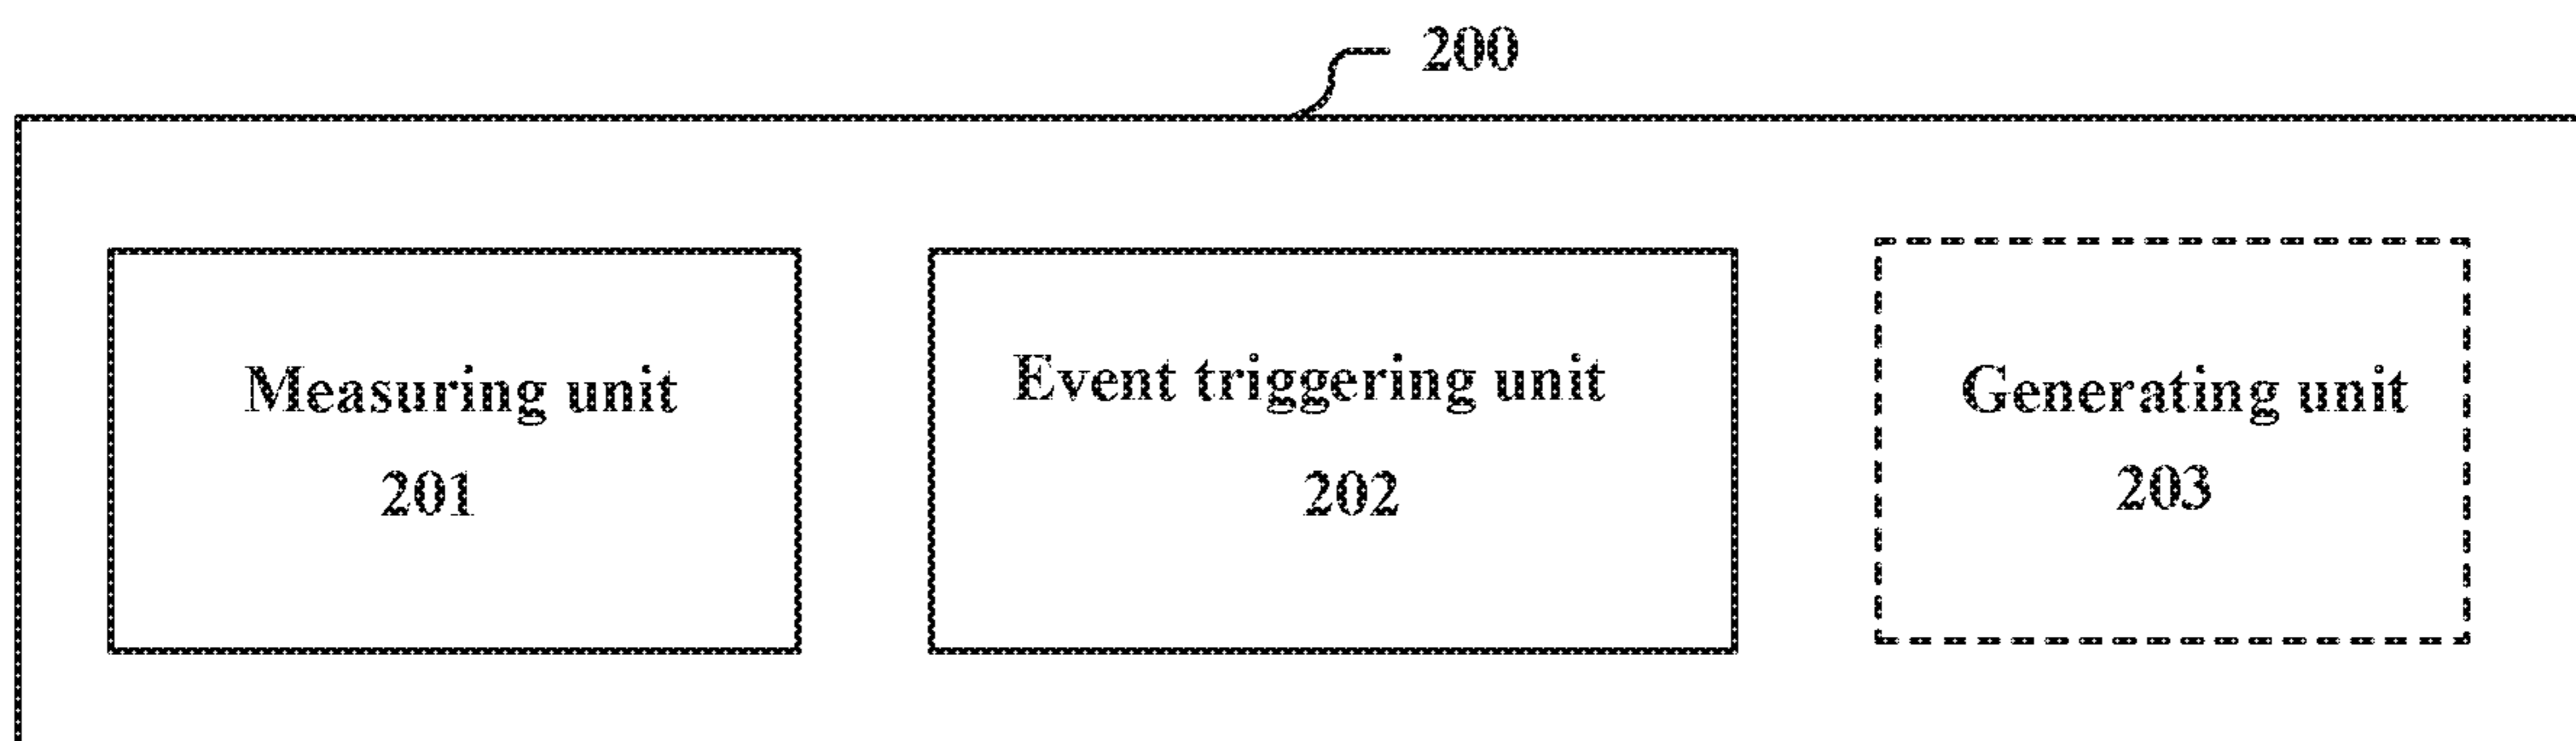 200
Measuring unit
201
Event triggering unit
202
Generating unit
203